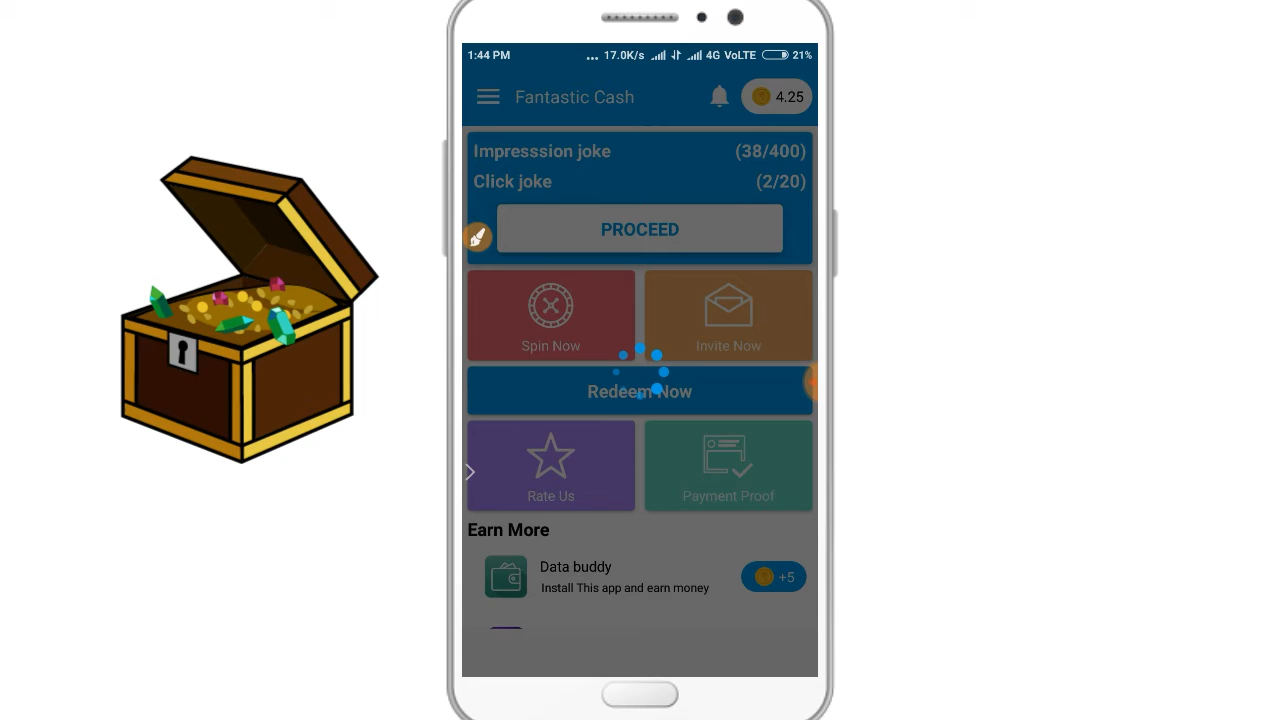 1:44 PM ... 17.0K/s 4G VoLTE 21%
Fantastic Cash 4.25
Impresssion joke (38/400)
Click joke (2/20)
PROCEED
Spin Now Invite Now
Redeem Now
Rate Us Payment Proof
Earn More
Data buddy
Install This app and earn money +5